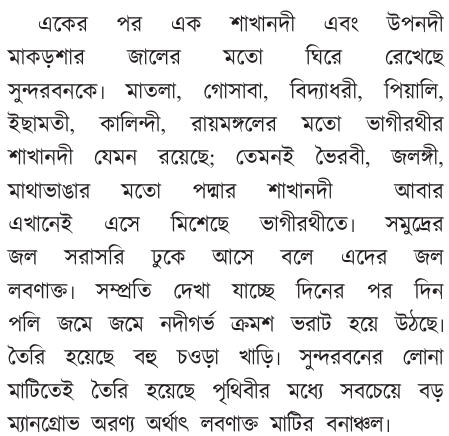 একের পর এক শাখানদী এবং উপনদী
মাকড়শার জালের মতো ঘিরে রেখেছে
সুন্দরবনকে। মাতলা, গোসাবা, বিদ্যাধরী, পিয়ালি,
ইছামতী, কালিন্দী, রায়মঙ্গলের মতো ভাগীরথীর
শাখানদী যেমন রয়েছে; তেমনই ভৈরবী, জলঙ্গী,
মাথাভাঙার মতো পদ্মার শাখানদী আবার
এখানেই এসে মিশেছে ভাগীরথীতে। সমুদ্রের
জল সরাসরি ঢুকে আসে বলে এদের জল
লবণাক্ত। সম্প্রতি দেখা যাচ্ছে দিনের পর দিন
পলি জমে জমে নদীগর্ভ ক্রমশ ভরাট হয়ে উঠছে।
তৈরি হয়েছে বহু চওড়া খাড়ি। সুন্দরবনের লোনা
মাটিতেই তৈরি হয়েছে পৃথিবীর মধ্যে সবচেয়ে বড়
ম্যানগ্রোভ অরণ্য অর্থাৎ লবণাক্ত মাটির বনাঞ্চল।